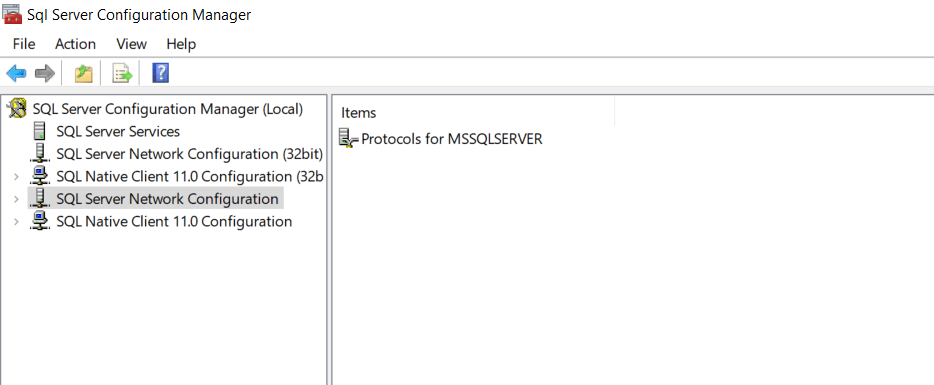 Sql Server Configuration Manager
File Action View Help
SQL Server Configuration Manager (Local)
SQL Server Services
SQL Server Network Configuration (32bit)
SQL Native Client 11.0 Configuration (32b
SQL Server Network Configuration
SQL Native Client 11.0 Configuration
Items
Protocols for MSSQLSERVER